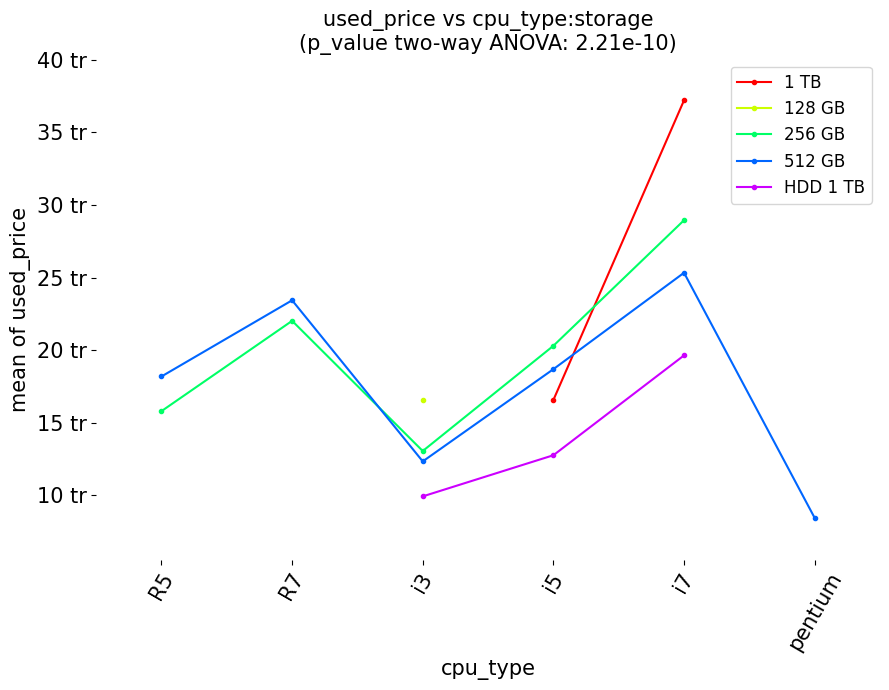 used_price vs cpu_type:storage
(p_value two-way ANOVA: 2.21e-10)
40 tr
35 tr
30 tr
25 tr
20 tr
15 tr
10 tr
mean of used_price
1 TB
128 GB
256 GB
512 GB
HDD 1 TB
R5
R7
i3
i5
i7
pentium
cpu_type